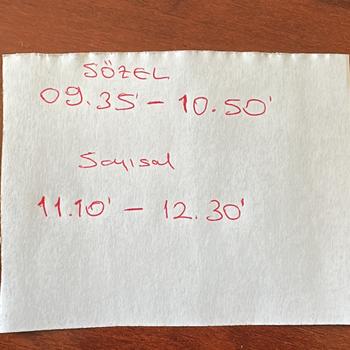 SÖZEL
09.35' - 10.50'
Sayısal
11.10' - 12.30'